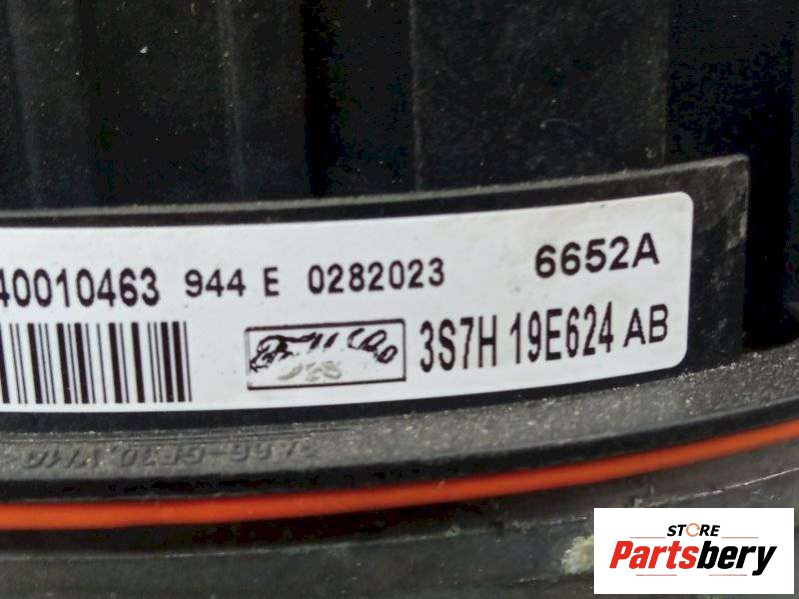 40010463 944 E 0282023 6652A
3S7H 19E624 AB
STORE
Partsbery